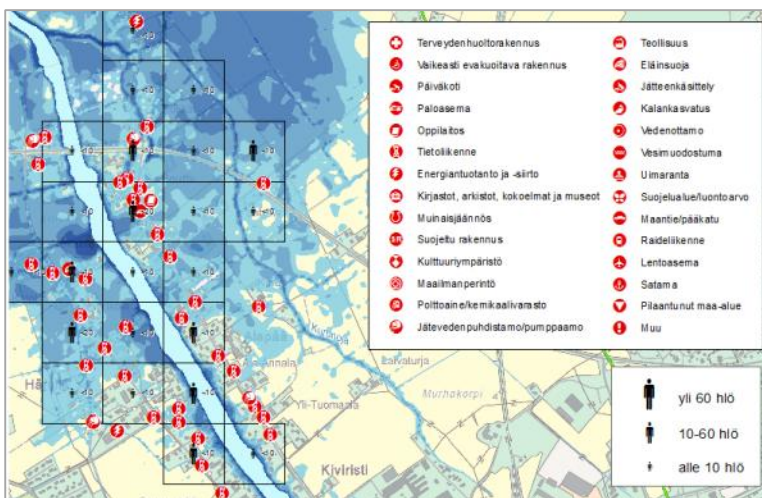 Terveydenhuoltorakennus
Vaikeasti evakuoitava rakennus
Päiväkoti
Paloasema
Oppilaitos
Tietoliikenne
Energiantuotanto ja -siirto
Kirjastot, arkistot, kokoelmat ja museot
Muinaisjäännös
SR Suojeltu rakennus
Kulttuuriympäristö
Maailmanperintö
Polttoaine/kemikaalivarasto
Jätevedenpuhdistamo/pumppaamo
Teollisuus
Eläinsuoja
Jätteenkäsittely
Kalankasvatus
Vedenottamo
Vesimuodostuma
Uimaranta
Suojelualue/luontoarvo
Maantie/pääkatu
Raideliikenne
Lentoasema
Satama
Pilaantunut maa-alue
Muu
yli 60 hlö
10-60 hlö
alle 10 hlö
Ala-Annala
Yli-Tuomaala
Murhakorpi
Kiviristi